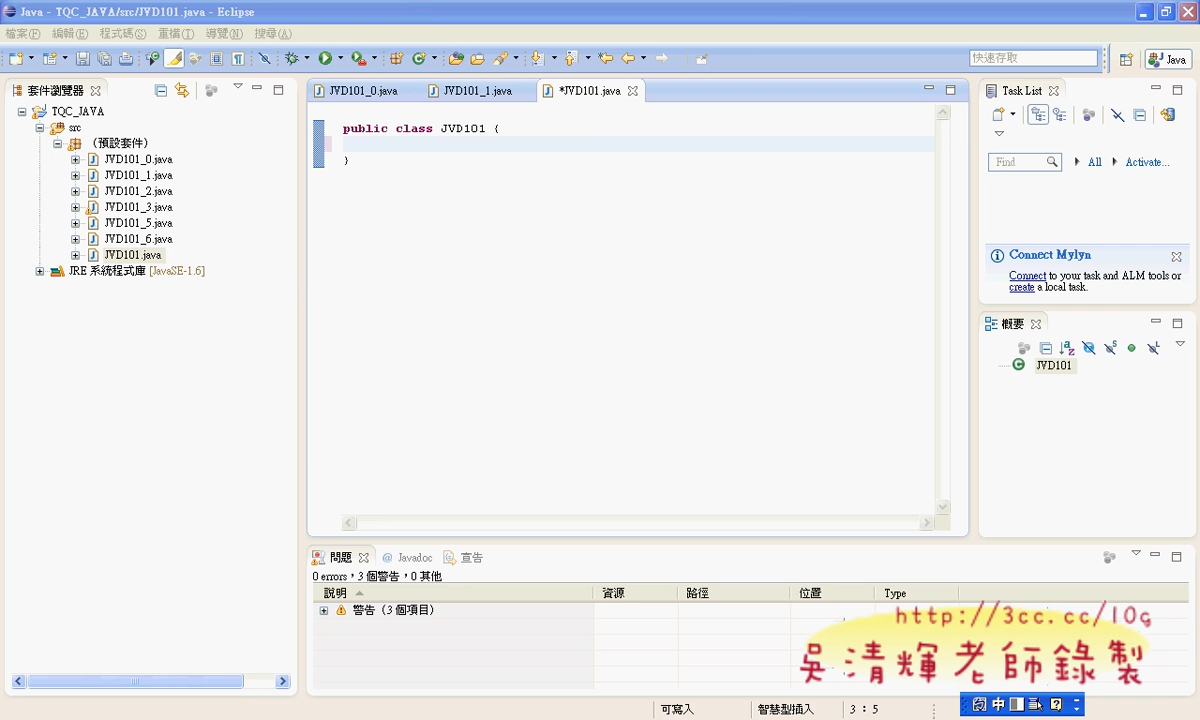 Java - TQC_JAVA/src/JVD101.java - Eclipse
檔案(F) 編輯(E) 程式碼(S) 重構(T) 導覽(N) 搜尋(A)
快速存取
Java
套件瀏覽器
TQC_JAVA
src
(預設套件)
JVD101_0.java
JVD101_1.java
JVD101_2.java
JVD101_3.java
JVD101_5.java
JVD101_6.java
JVD101.java
JRE 系統程式庫 [JavaSE-1.6]
JVD101_0.java JVD101_1.java *JVD101.java
public class JVD101 {
}
Task List
Find All Activate...
Connect Mylyn
Connect to your task and ALM tools or
create a local task.
概要
JVD101
問題 @ Javadoc 宣告
0 errors，3 個警告，0 其他
說明 資源 路徑 位置 Type
警告 (3 個項目)
http://3cc.cc/10g
吳清輝老師錄製
可寫入 智慧型插入 3 : 5
中